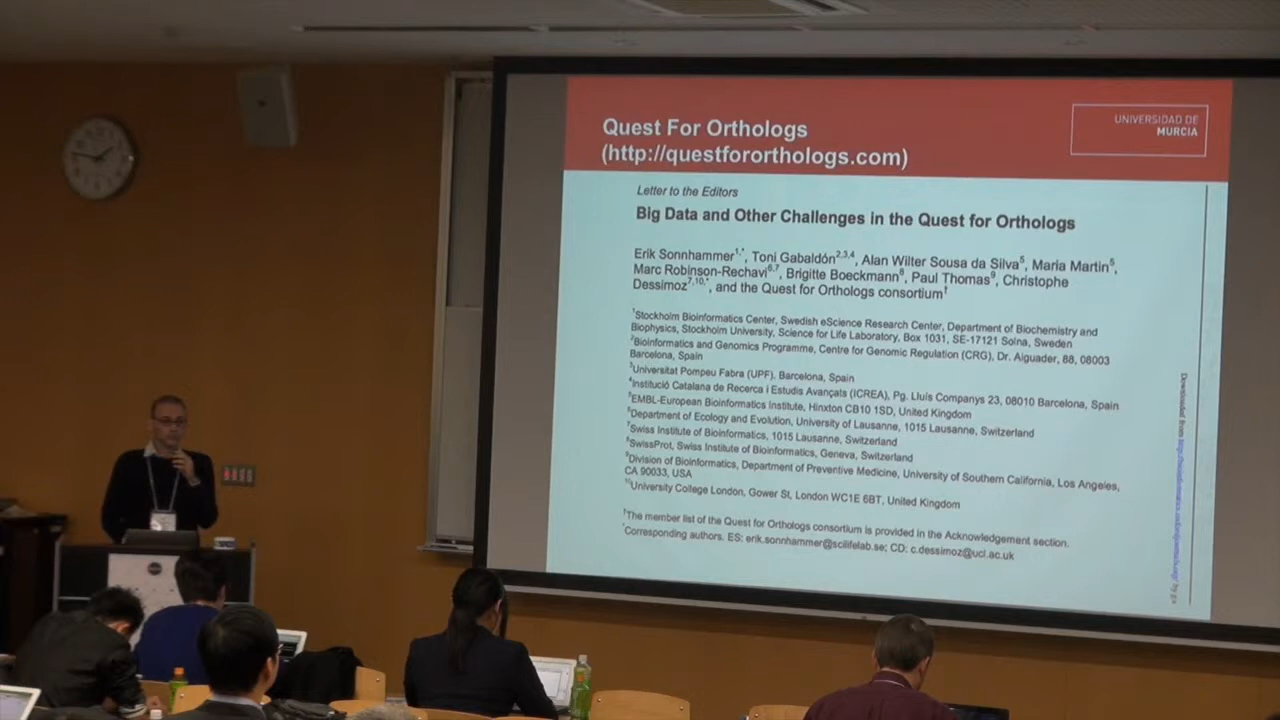 Quest For Orthologs
(http://questfororthologs.com)
UNIVERSIDAD DE
MURCIA
Letter to the Editors
Big Data and Other Challenges in the Quest for Orthologs
Erik Sonnhammer1,*, Toni Gabaldón2,3,4, Alan Wilter Sousa da Silva5, Maria Martin5,
Marc Robinson-Rechavi6,7, Brigitte Boeckmann8, Paul Thomas9, Christophe
Dessimoz7,10,*, and the Quest for Orthologs consortium†
1Stockholm Bioinformatics Center, Swedish eScience Research Center, Department of Biochemistry and
Biophysics, Stockholm University, Science for Life Laboratory, Box 1031, SE-17121 Solna, Sweden
2Bioinformatics and Genomics Programme, Centre for Genomic Regulation (CRG), Dr. Aiguader, 88, 08003
Barcelona, Spain
3Universitat Pompeu Fabra (UPF). Barcelona, Spain
4Institució Catalana de Recerca i Estudis Avançats (ICREA), Pg. Lluís Companys 23, 08010 Barcelona, Spain
5EMBL-European Bioinformatics Institute, Hinxton CB10 1SD, United Kingdom
6Department of Ecology and Evolution, University of Lausanne, 1015 Lausanne, Switzerland
7Swiss Institute of Bioinformatics, 1015 Lausanne, Switzerland
8SwissProt, Swiss Institute of Bioinformatics, Geneva, Switzerland
9Division of Bioinformatics, Department of Preventive Medicine, University of Southern California, Los Angeles,
CA 90033, USA
10University College London, Gower St, London WC1E 6BT, United Kingdom
†The member list of the Quest for Orthologs consortium is provided in the Acknowledgement section.
*Corresponding authors. ES: erik.sonnhammer@scilifelab.se; CD: c.dessimoz@ucl.ac.uk
Downloaded from